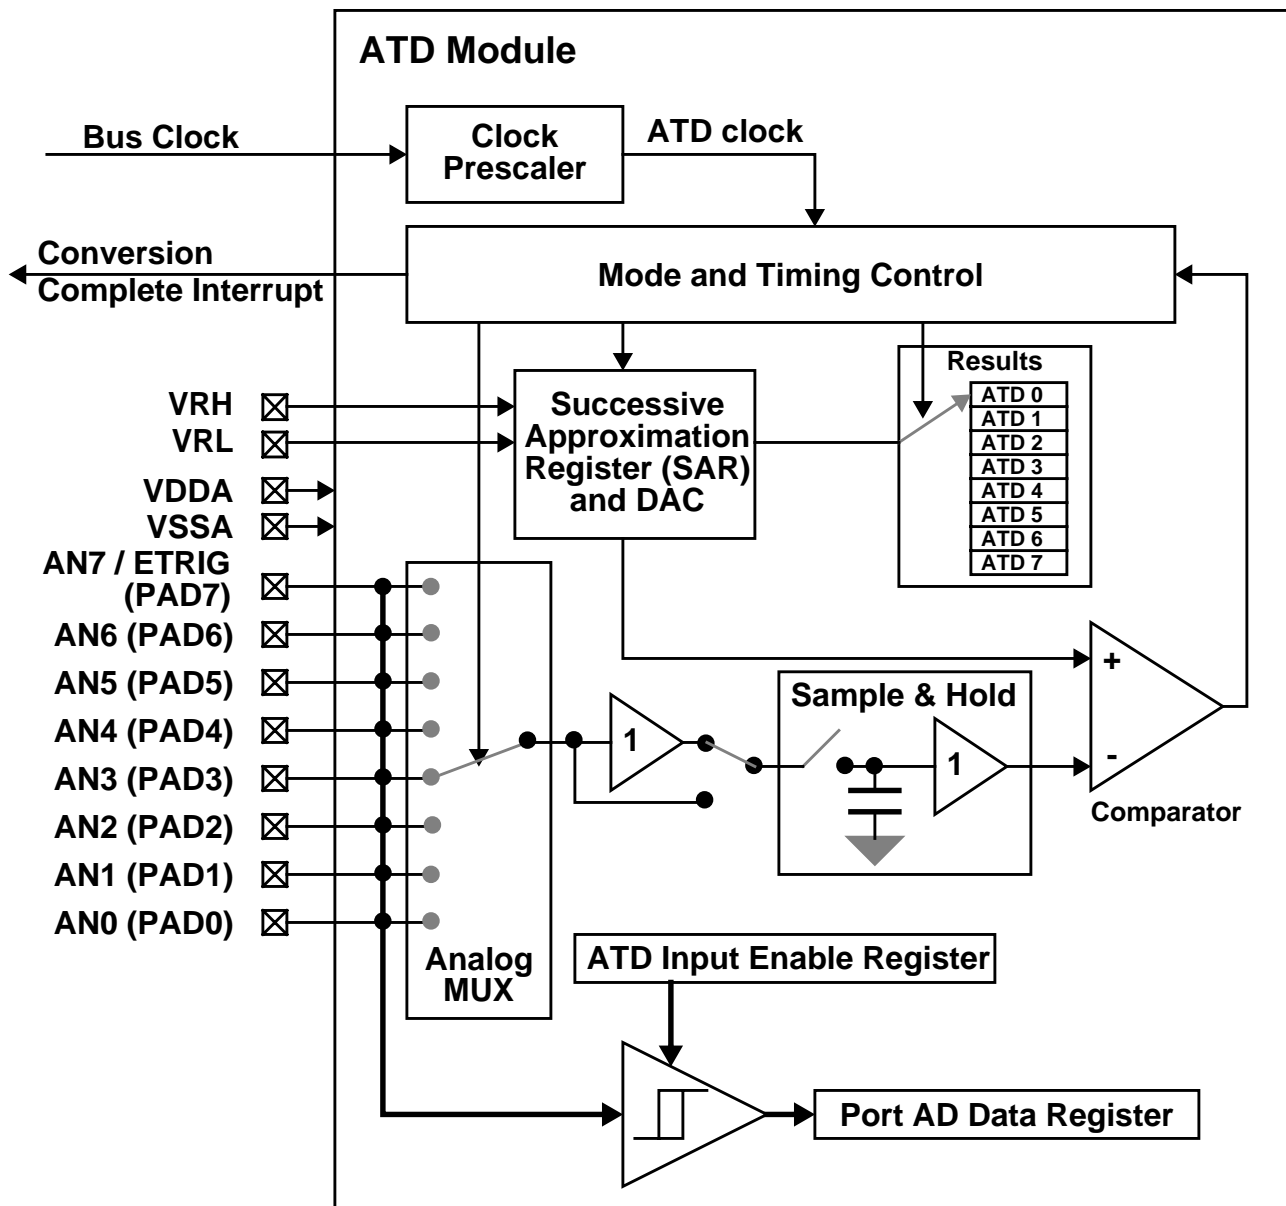 ATD Module
Bus Clock
Clock
Prescaler
ATD clock
Conversion
Complete Interrupt
Mode and Timing Control
Results
ATD 0
ATD 1
ATD 2
ATD 3
ATD 4
ATD 5
ATD 6
ATD 7
VRH
VRL
VDDA
VSSA
Successive
Approximation
Register (SAR)
and DAC
AN7 / ETRIG
(PAD7)
AN6 (PAD6)
AN5 (PAD5)
AN4 (PAD4)
AN3 (PAD3)
AN2 (PAD2)
AN1 (PAD1)
AN0 (PAD0)
Analog
MUX
1
Sample & Hold
1
+
-
Comparator
ATD Input Enable Register
Port AD Data Register